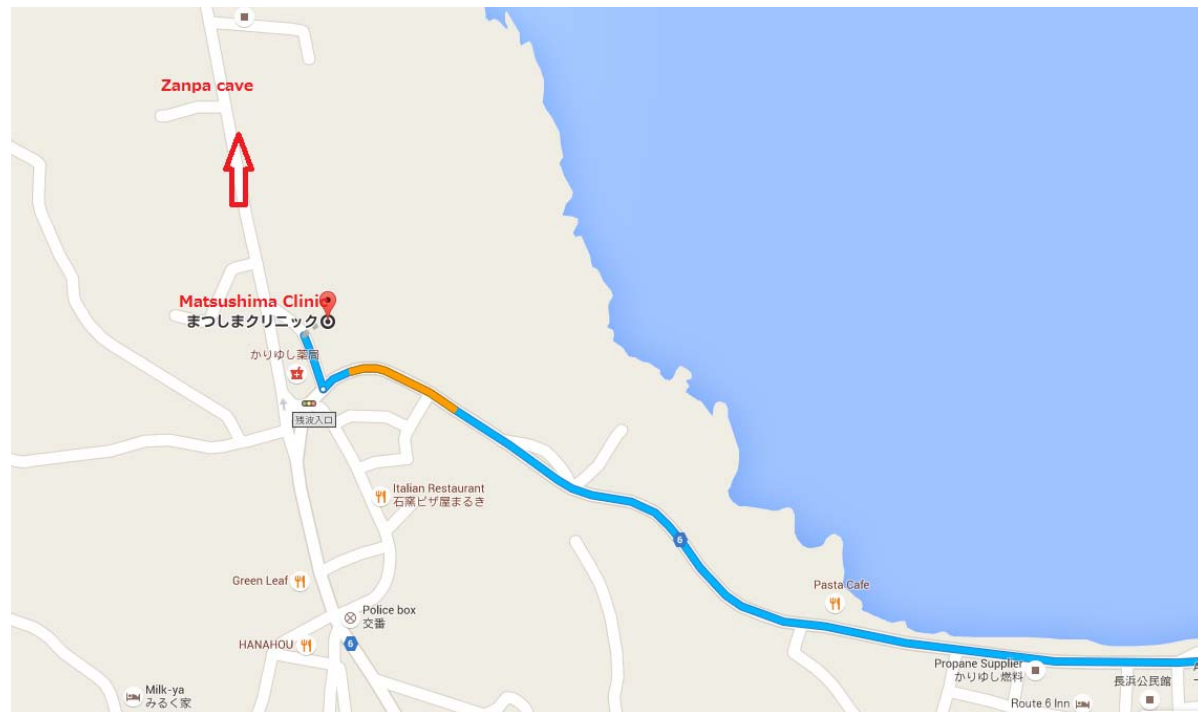 Zanpa cave
Matsushima Clinic
まつしまクリニック
かりゆし薬局
残波入口
Italian Restaurant
石窯ピザ屋まるき
6
Green Leaf
Pasta Cafe
Police box
交番
6
HANAHOU
Propane Supplier
かりゆし燃料
長浜公民館
Milk-ya
みるく家
Route 6 Inn